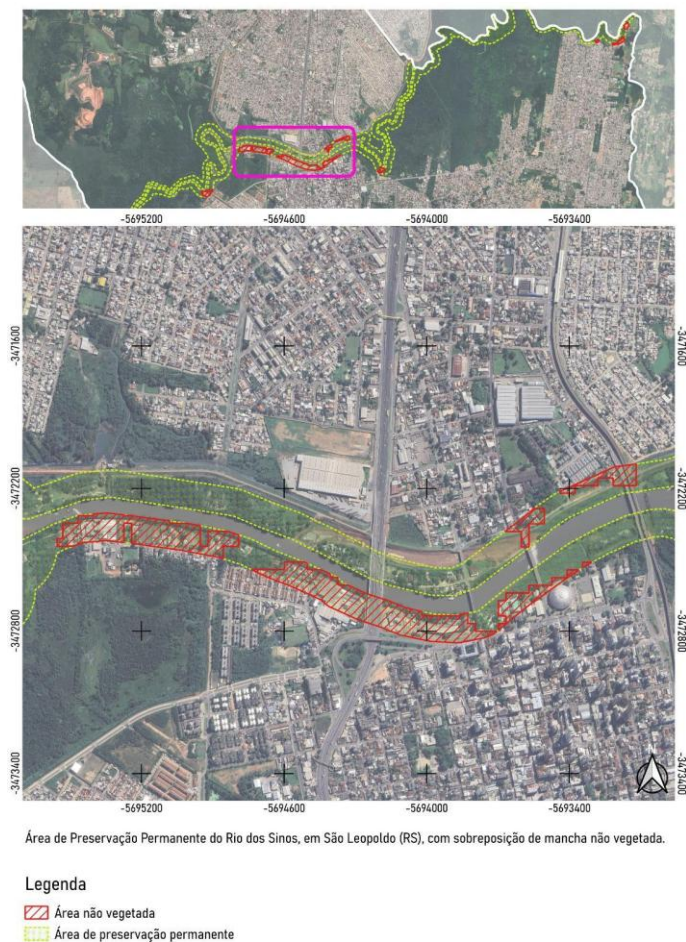 -5695200 -5694600 -5694000 -5693400
-3471600 -3471600
-3472200 -3472200
-3472800 -3472800
-3473400 -3473400
-5695200 -5694600 -5694000 -5693400
Área de Preservação Permanente do Rio dos Sinos, em São Leopoldo (RS), com sobreposição de mancha não vegetada.
Legenda
Área não vegetada
Área de preservação permanente